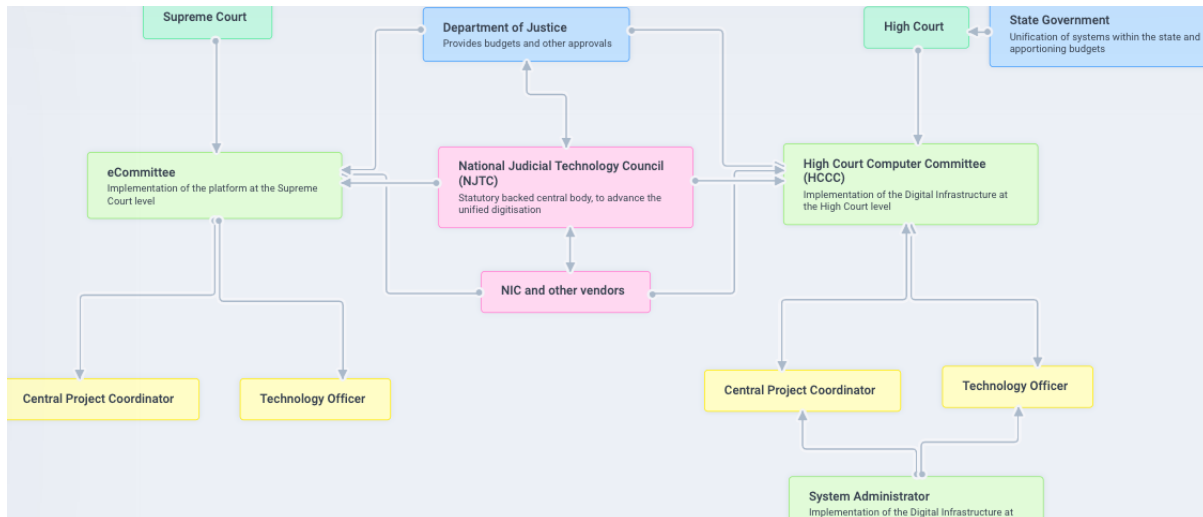 Supreme Court
Department of Justice
Provides budgets and other approvals
High Court
State Government
Unification of systems within the state and
apportioning budgets
eCommittee
Implementation of the platform at the Supreme
Court level
National Judicial Technology Council
(NJTC)
Statutory backed central body, to advance the
unified digitisation
High Court Computer Committee
(HCCC)
Implementation of the Digital Infrastructure at
the High Court level
NIC and other vendors
Central Project Coordinator
Technology Officer
Central Project Coordinator
Technology Officer
System Administrator
Implementation of the Digital Infrastructure at